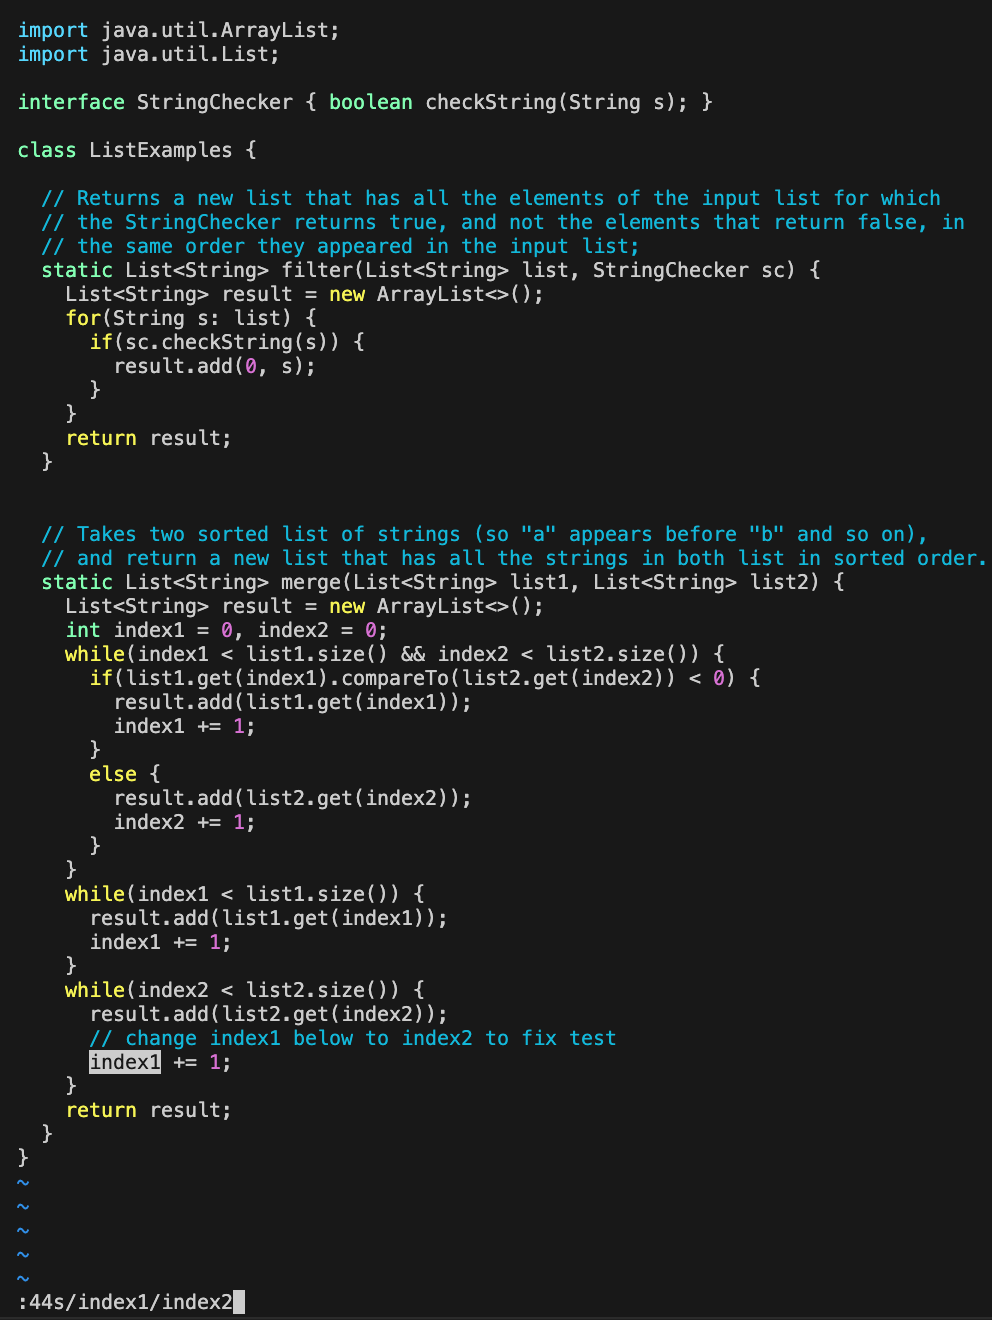 import java.util.ArrayList;
import java.util.List;

interface StringChecker { boolean checkString(String s); }

class ListExamples {

  // Returns a new list that has all the elements of the input list for which
  // the StringChecker returns true, and not the elements that return false, in
  // the same order they appeared in the input list;
  static List<String> filter(List<String> list, StringChecker sc) {
    List<String> result = new ArrayList<>();
    for(String s: list) {
      if(sc.checkString(s)) {
        result.add(0, s);
      }
    }
    return result;
  }


  // Takes two sorted list of strings (so "a" appears before "b" and so on),
  // and return a new list that has all the strings in both list in sorted order.
  static List<String> merge(List<String> list1, List<String> list2) {
    List<String> result = new ArrayList<>();
    int index1 = 0, index2 = 0;
    while(index1 < list1.size() && index2 < list2.size()) {
      if(list1.get(index1).compareTo(list2.get(index2)) < 0) {
        result.add(list1.get(index1));
        index1 += 1;
      }
      else {
        result.add(list2.get(index2));
        index2 += 1;
      }
    }
    while(index1 < list1.size()) {
      result.add(list1.get(index1));
      index1 += 1;
    }
    while(index2 < list2.size()) {
      result.add(list2.get(index2));
      // change index1 below to index2 to fix test
      index1 += 1;
    }
    return result;
  }
}
~
~
~
~
~
:44s/index1/index2